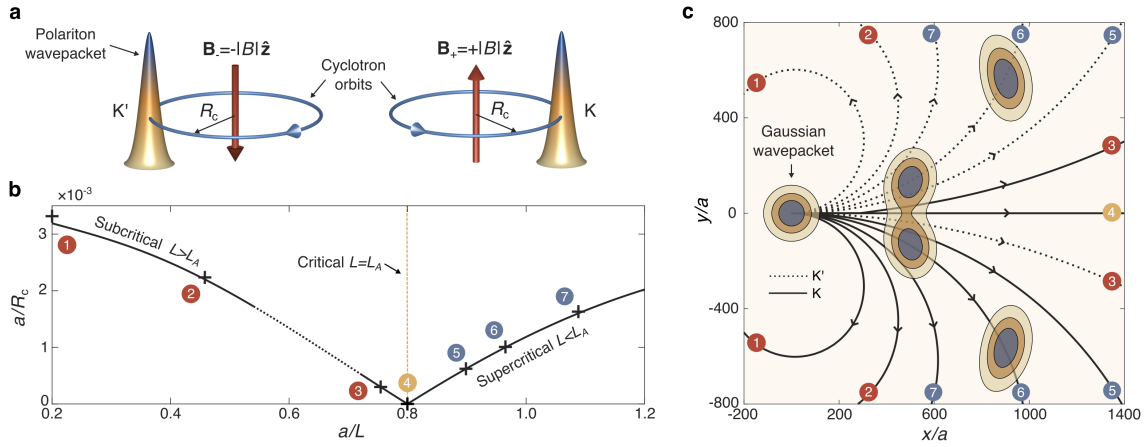 a
Polariton
wavepacket
B₋=-|B|ẑ
B₊=+|B|ẑ
Cyclotron
orbits
K'
Rc
Rc
K
b
×10⁻³
a/Rc
3
2
1
0
Subcritical L>L_A
Critical L=L_A
Supercritical L<L_A
1
2
3
4
5
6
7
0.2 0.4 0.6 0.8 1.0 1.2
a/L
c
y/a
800
400
0
-400
-800
2 7 6 5
1
Gaussian
wavepacket
3
4
K'
K
3
1
2 7 6 5
-200 200 600 1000 1400
x/a